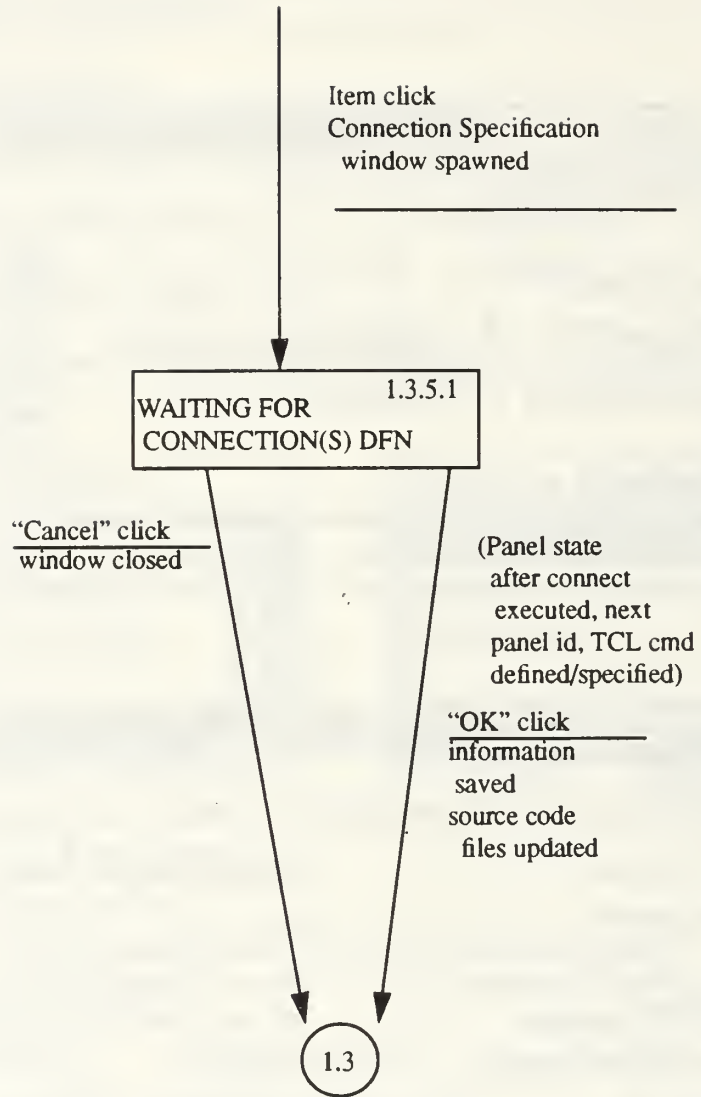 Item click
Connection Specification
window spawned
1.3.5.1
WAITING FOR
CONNECTION(S) DFN
“Cancel” click
window closed
(Panel state
after connect
executed, next
panel id, TCL cmd
defined/specified)
“OK” click
information
saved
source code
files updated
1.3